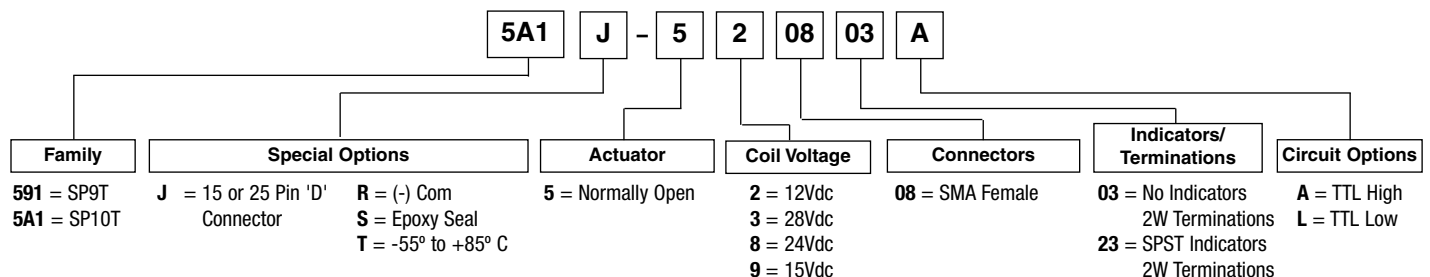 5A1 J – 5 2 08 03 A
Family
591 = SP9T
5A1 = SP10T
Special Options
J = 15 or 25 Pin 'D'
Connector
R = (-) Com
S = Epoxy Seal
T = -55º to +85º C
Actuator
5 = Normally Open
Coil Voltage
2 = 12Vdc
3 = 28Vdc
8 = 24Vdc
9 = 15Vdc
Connectors
08 = SMA Female
Indicators/
Terminations
03 = No Indicators
2W Terminations
23 = SPST Indicators
2W Terminations
Circuit Options
A = TTL High
L = TTL Low